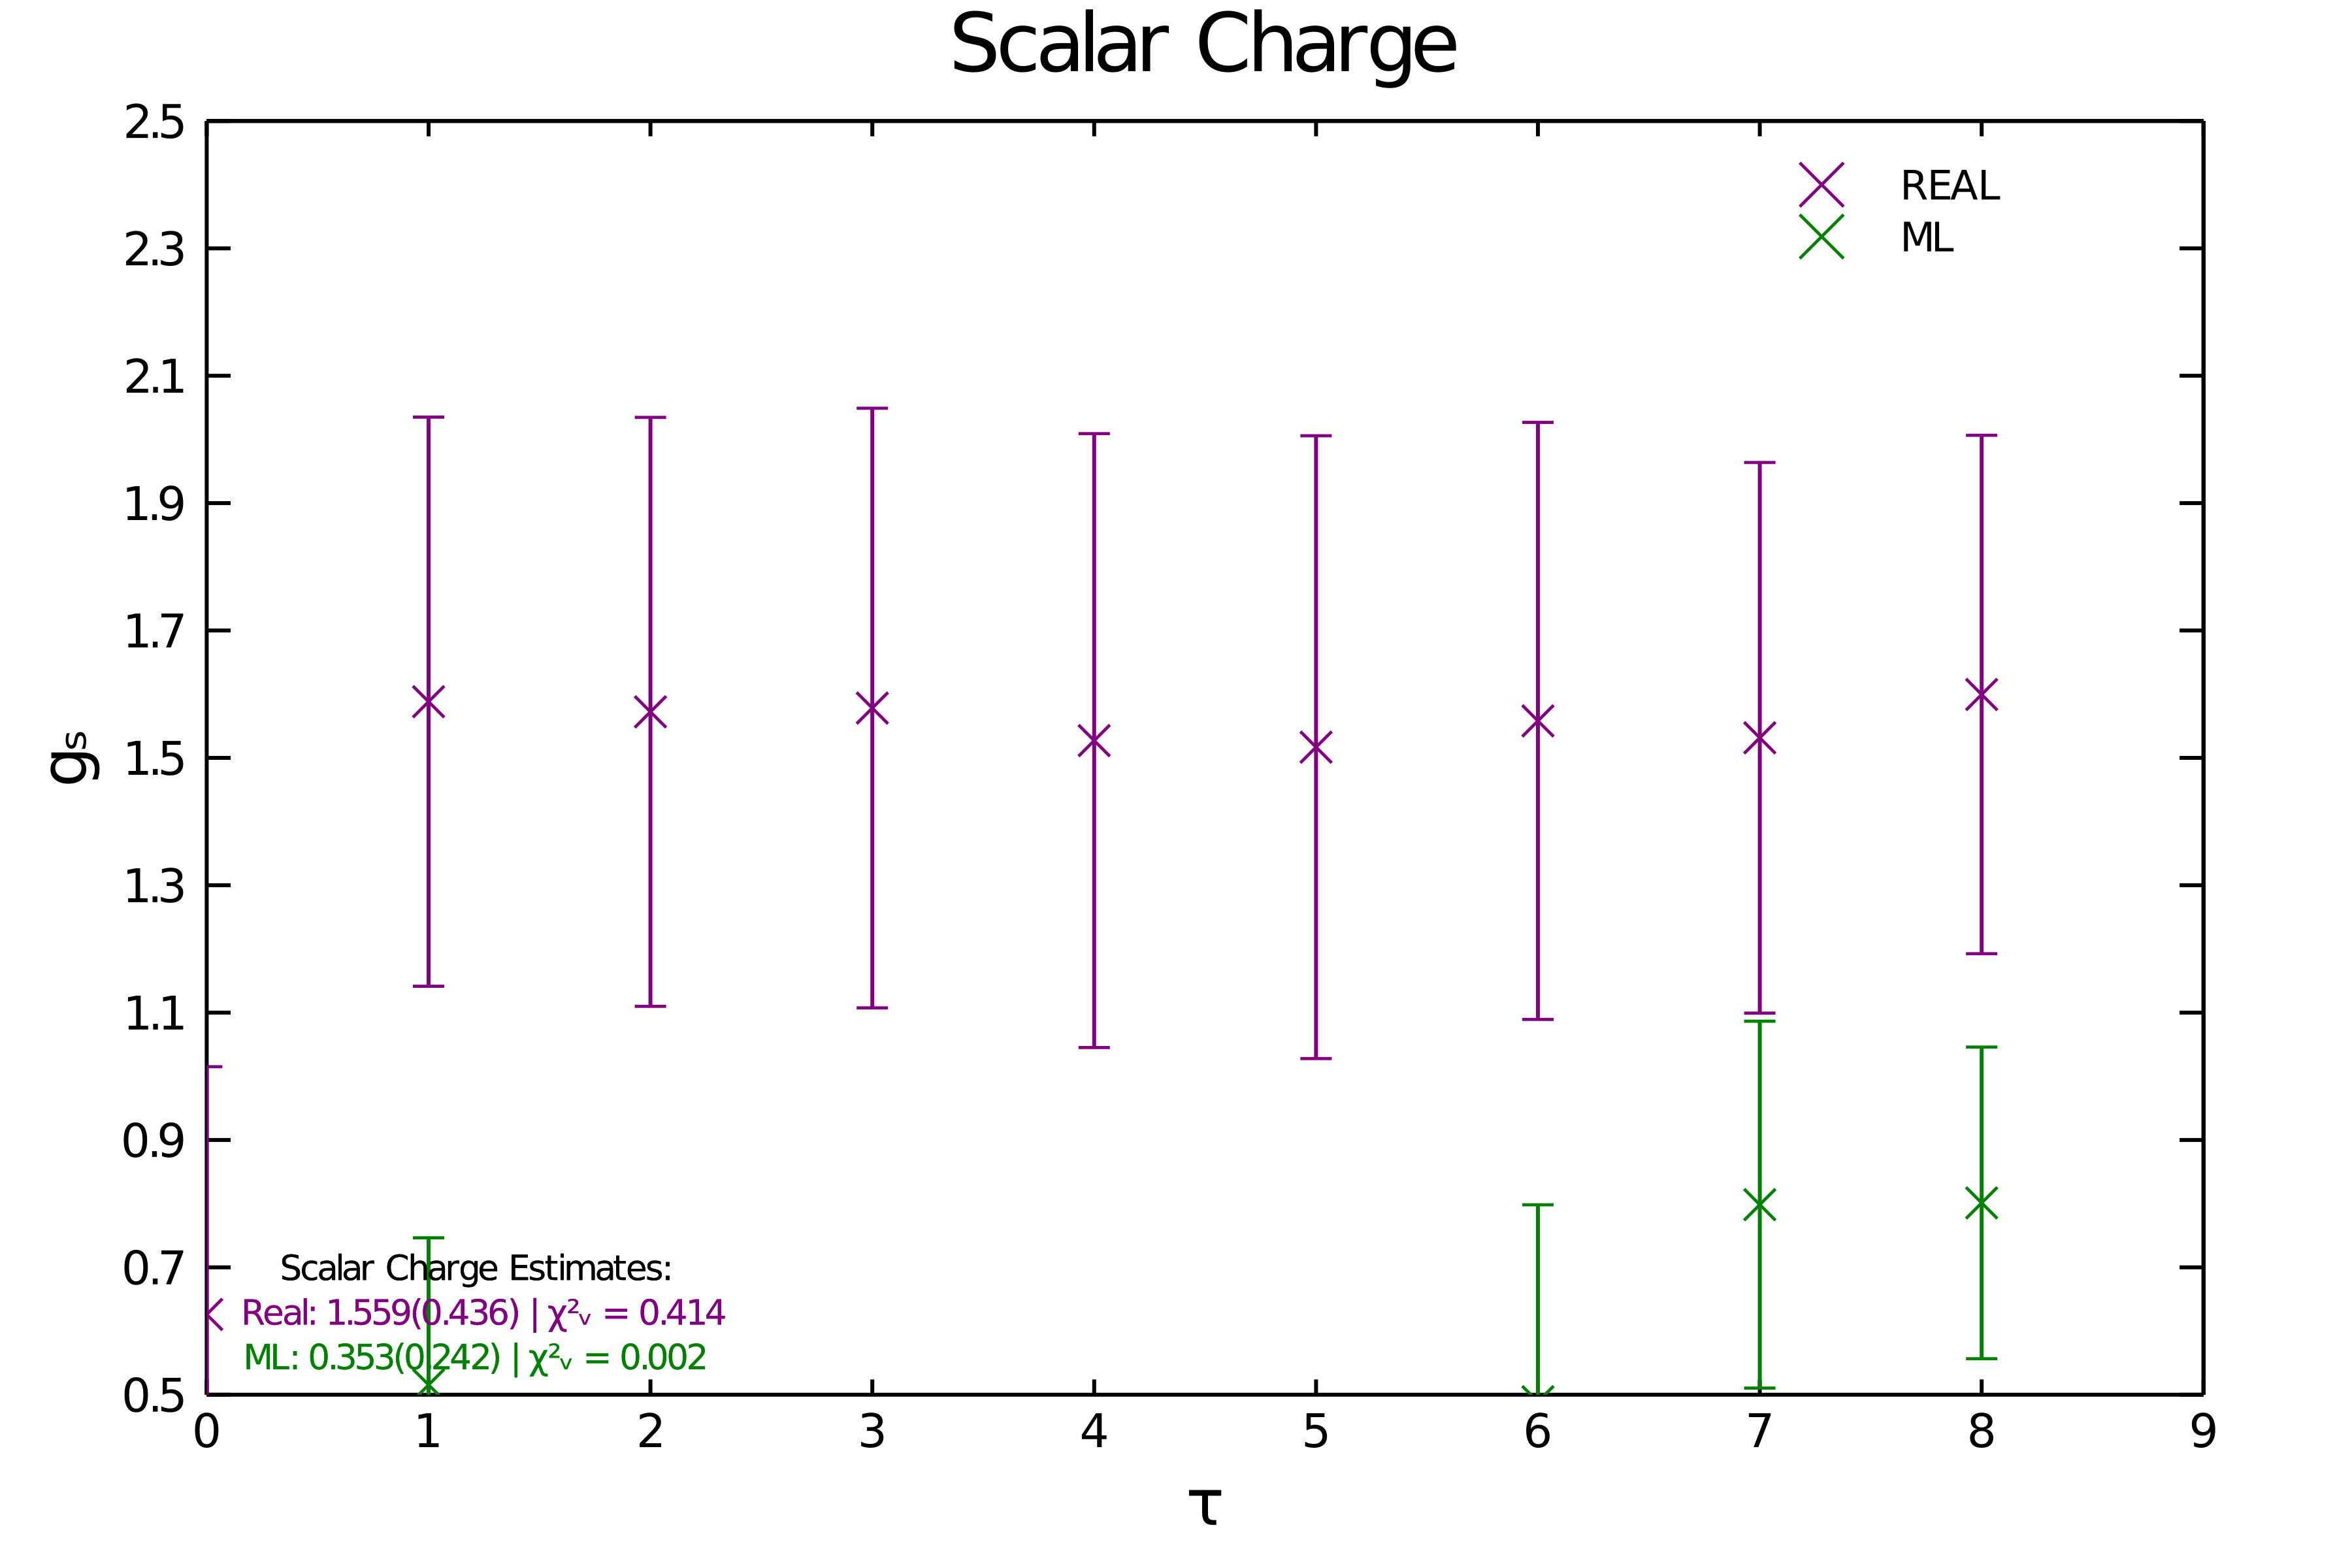 Scalar Charge
REAL
ML
2.5
2.3
2.1
1.9
1.7
1.5
1.3
1.1
0.9
0.7
0.5
gₛ
Scalar Charge Estimates:
Real: 1.559(0.436) | χ²ᵥ = 0.414
ML: 0.353(0.242) | χ²ᵥ = 0.002
0 1 2 3 4 5 6 7 8 9
τ